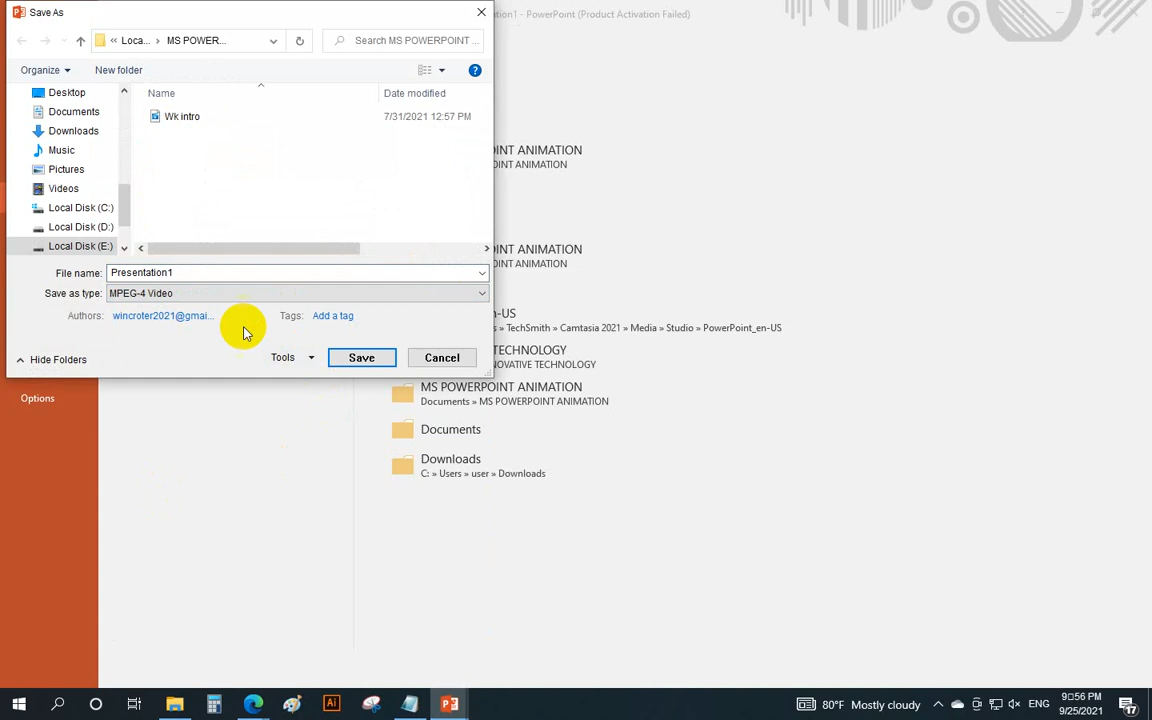 Save As
ation1 - PowerPoint (Product Activation Failed)
« Loca... > MS POWER...
Search MS POWERPOINT ...
Organize
New folder
Name
Date modified
Desktop
Documents
Downloads
Music
Pictures
Videos
Local Disk (C:)
Local Disk (D:)
Local Disk (E:)
Wk intro
7/31/2021 12:57 PM
File name:
Presentation1
Save as type:
MPEG-4 Video
Authors:
wincroter2021@gmai...
Tags:
Add a tag
Hide Folders
Tools
Save
Cancel
Options
OINT ANIMATION
OINT ANIMATION
OINT ANIMATION
OINT ANIMATION
n-US
s » TechSmith » Camtasia 2021 » Media » Studio » PowerPoint_en-US
TECHNOLOGY
NOVATIVE TECHNOLOGY
MS POWERPOINT ANIMATION
Documents » MS POWERPOINT ANIMATION
Documents
Downloads
C: » Users » user » Downloads
Ai
80°F Mostly cloudy
ENG
9:56 PM
9/25/2021
17